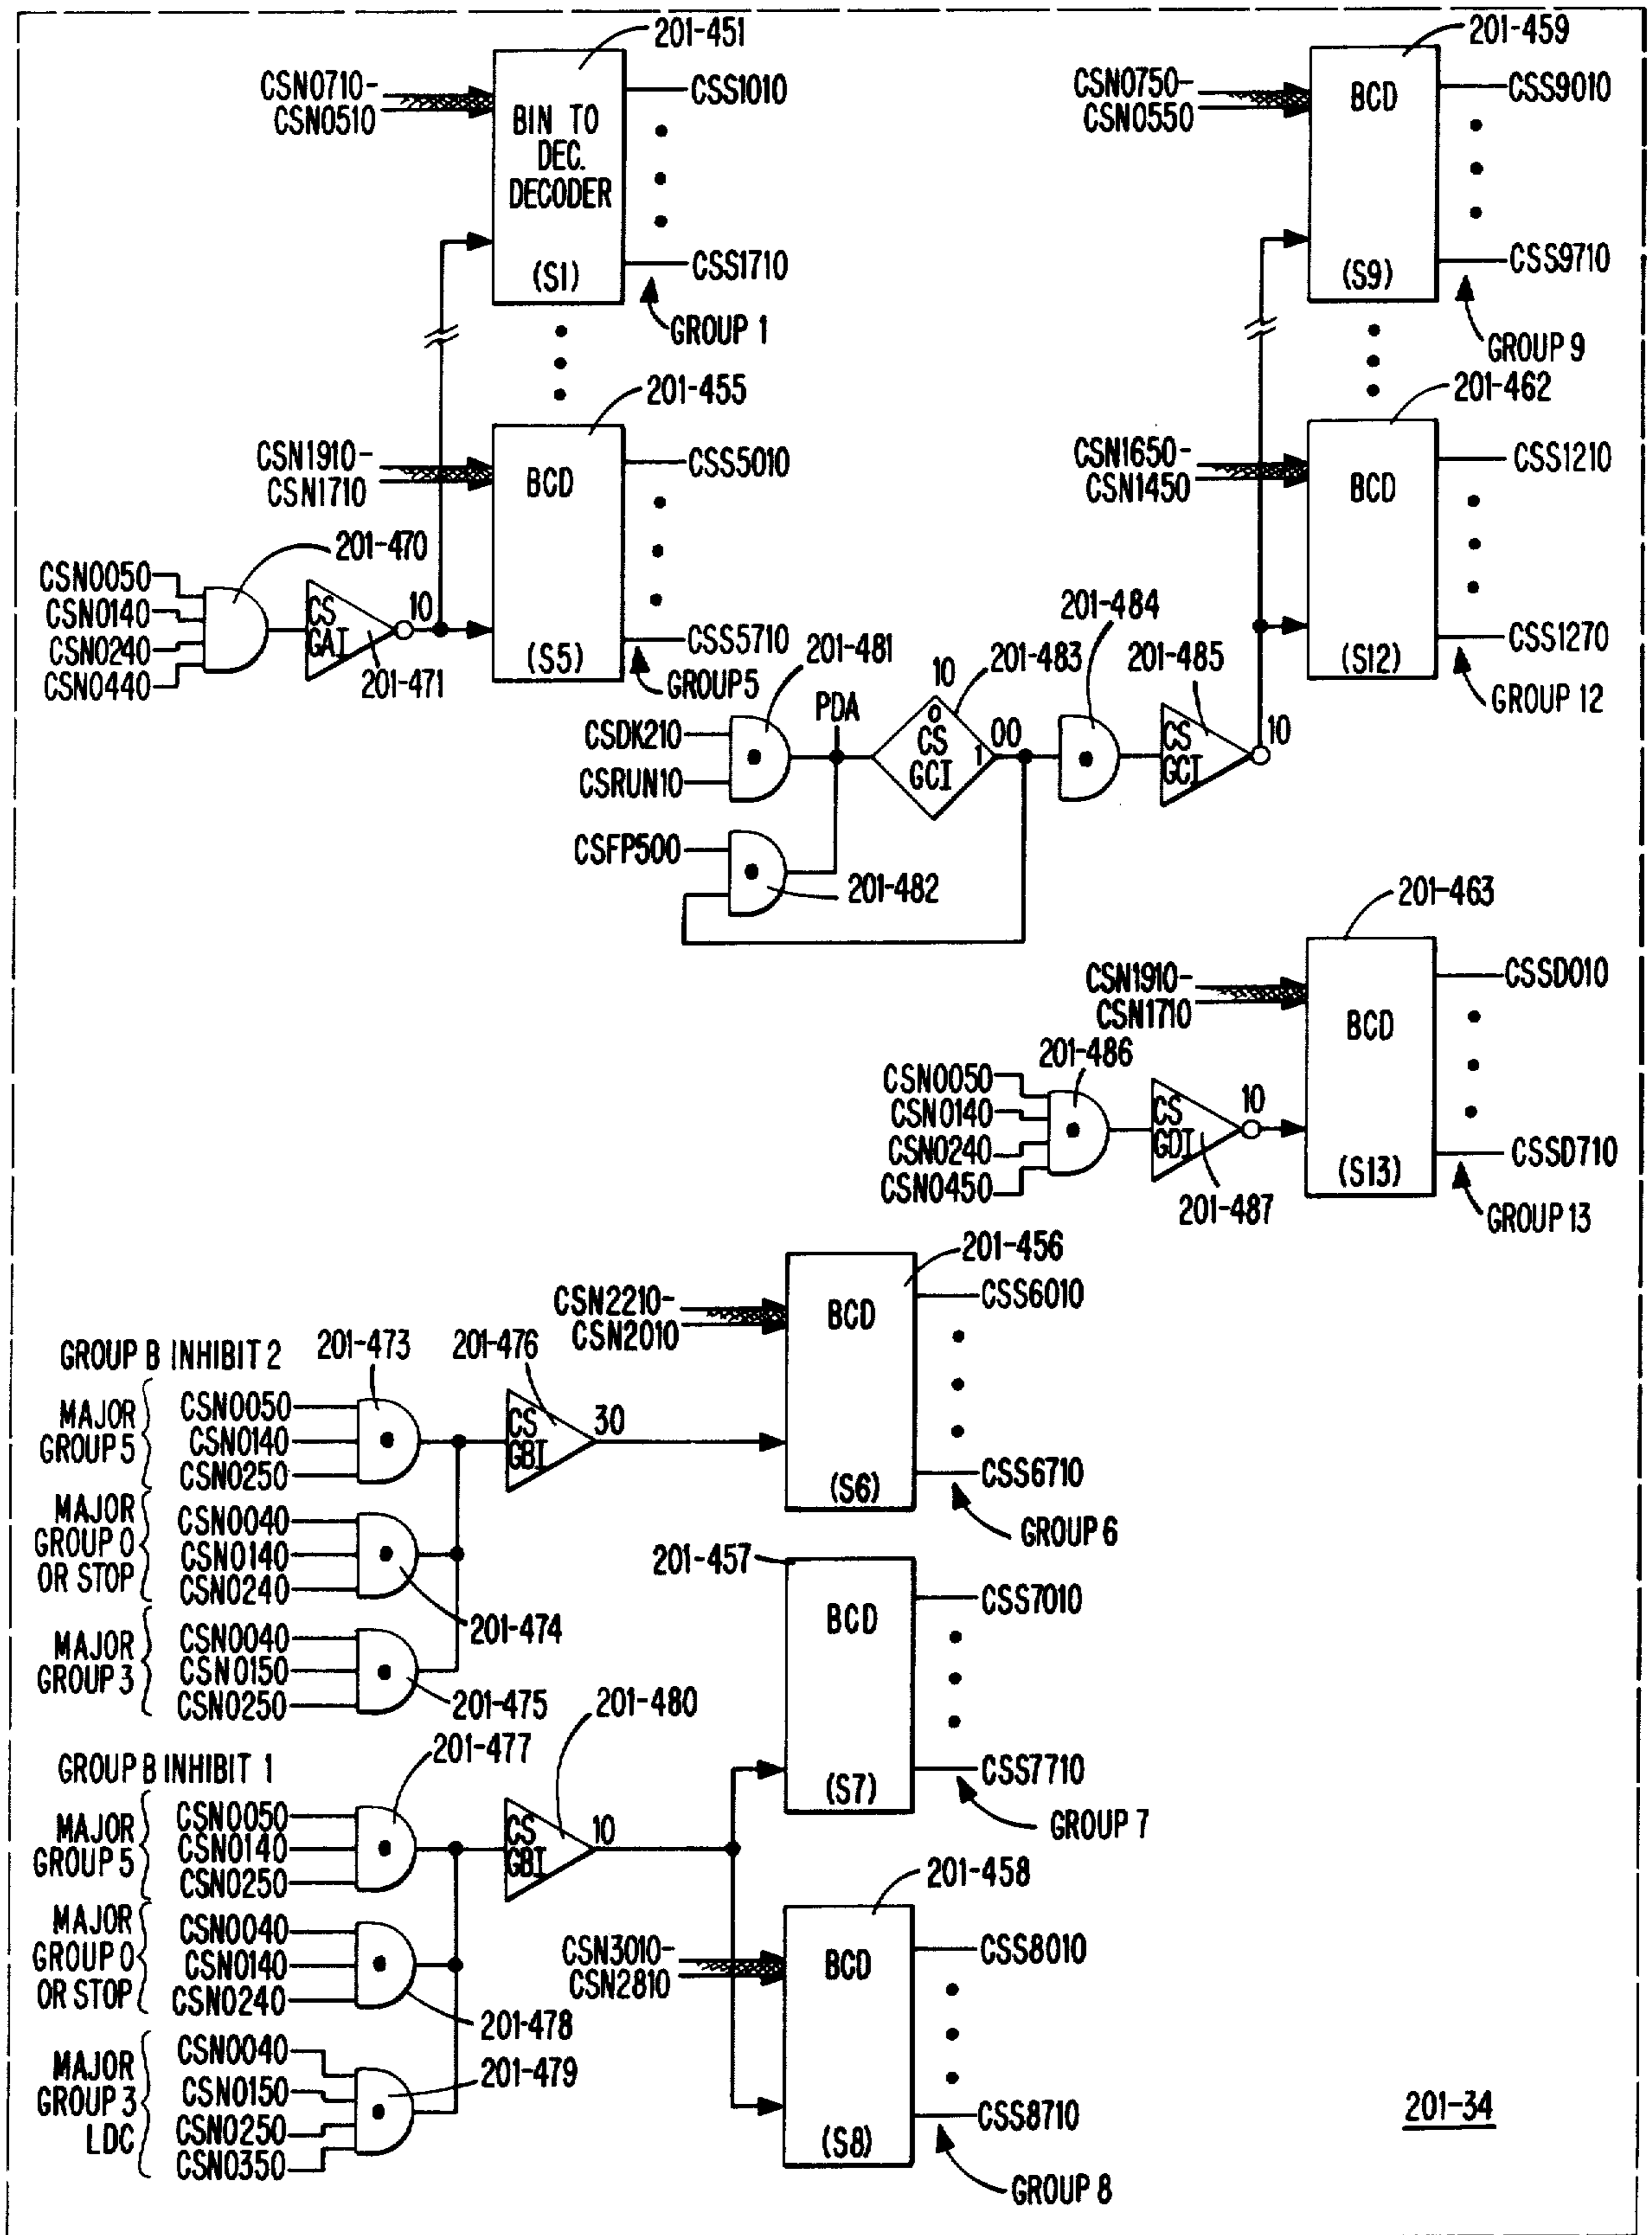 201-451
CSN0710-
CSN0510
BIN TO
DEC.
DECODER
(S1)
CSS1010
CSS1710
GROUP 1
201-455
CSN1910-
CSN1710
BCD
(S5)
CSS5010
CSS5710
GROUP 5
201-470
CSN0050
CSN0140
CSN0240
CSN0440
CS
GAI
10
201-471
201-459
CSN0750-
CSN0550
BCD
(S9)
CSS9010
CSS9710
GROUP 9
201-462
CSN1650-
CSN1450
BCD
(S12)
CSS1210
CSS1270
GROUP 12
201-481
CSDK210
CSRUN10
PDA
10
201-483
0
CS
GCI
1
00
201-484
201-485
CS
GCI
10
CSFP500
201-482
201-463
CSN1910-
CSN1710
BCD
(S13)
CSSD010
CSSD710
GROUP 13
201-486
CSN0050
CSN0140
CSN0240
CSN0450
CS
GDI
10
201-487
201-456
CSN2210-
CSN2010
BCD
(S6)
CSS6010
CSS6710
GROUP 6
GROUP B INHIBIT 2
201-473
201-476
MAJOR
GROUP 5
CSN0050
CSN0140
CSN0250
CS
GBI
30
MAJOR
GROUP 0
OR STOP
CSN0040
CSN0140
CSN0240
201-474
MAJOR
GROUP 3
CSN0040
CSN0150
CSN0250
201-475
201-457
BCD
(S7)
CSS7010
CSS7710
GROUP 7
GROUP B INHIBIT 1
201-477
201-480
MAJOR
GROUP 5
CSN0050
CSN0140
CSN0250
CS
GBI
10
MAJOR
GROUP 0
OR STOP
CSN0040
CSN0140
CSN0240
201-478
MAJOR
GROUP 3
LDC
CSN0040
CSN0150
CSN0250
CSN0350
201-479
201-458
CSN3010-
CSN2810
BCD
(S8)
CSS8010
CSS8710
GROUP 8
201-34